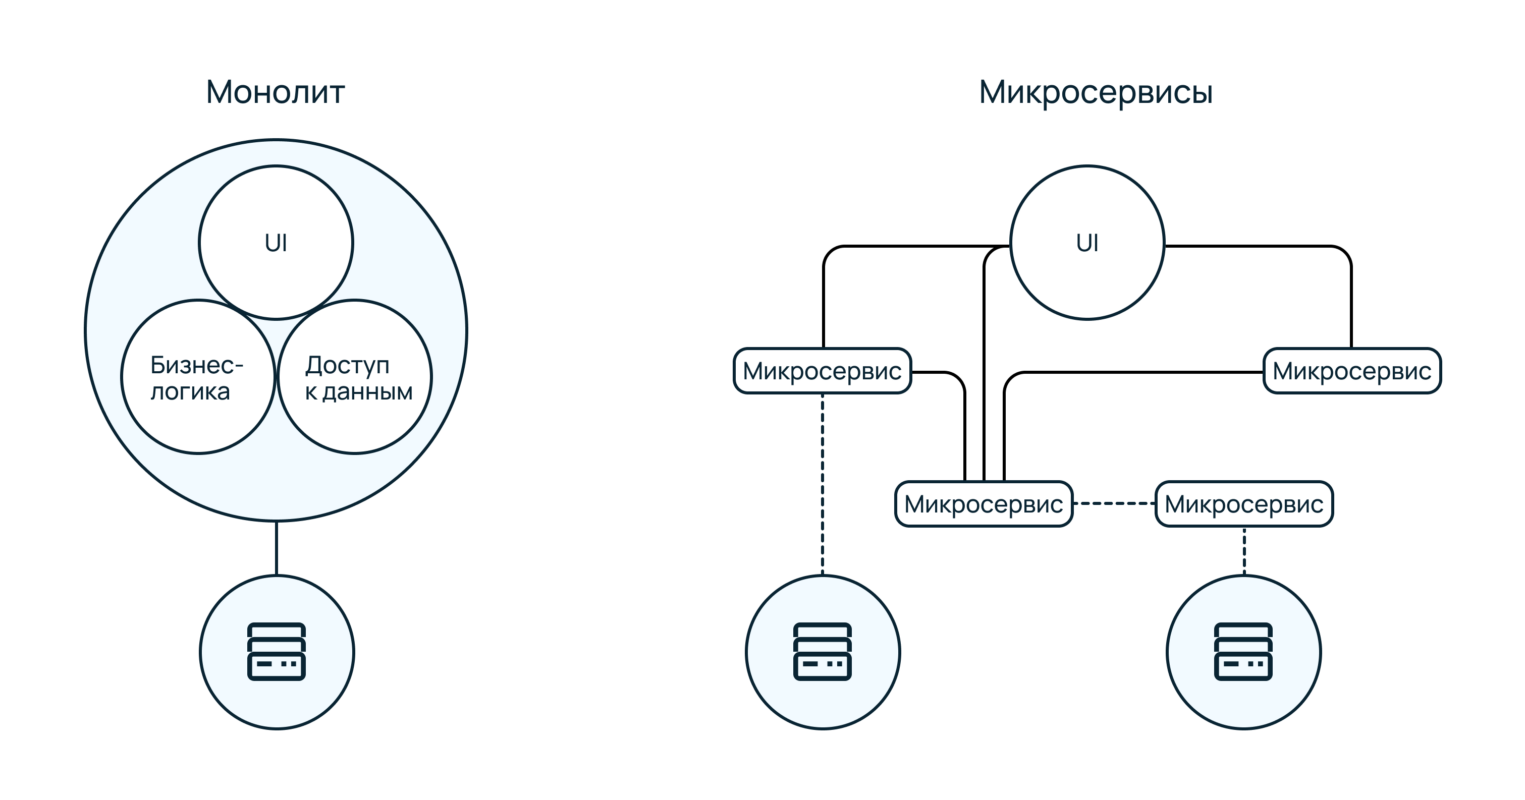 Монолит
UI
Бизнес-
логика
Доступ
к данным
Микросервисы
UI
Микросервис
Микросервис
Микросервис
Микросервис